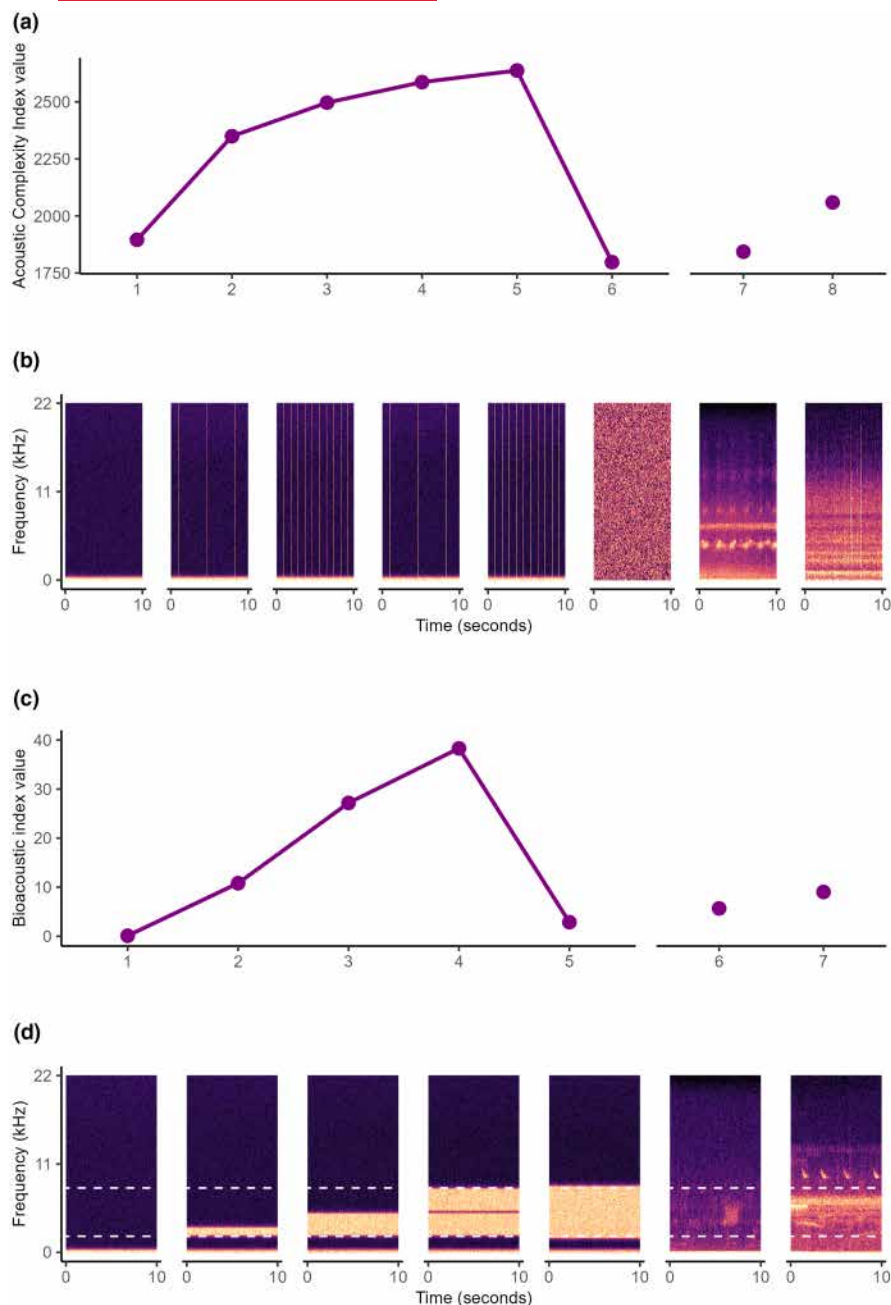 (a)
Acoustic Complexity Index value
2500
2250
2000
1750
1 2 3 4 5 6 7 8
(b)
Frequency (kHz)
22
11
0
0 10 0 10 0 10 0 10 0 10 0 10 0 10 0 10
Time (seconds)
(c)
Bioacoustic index value
40
30
20
10
0
1 2 3 4 5 6 7
(d)
Frequency (kHz)
22
11
0
0 10 0 10 0 10 0 10 0 10 0 10 0 10
Time (seconds)